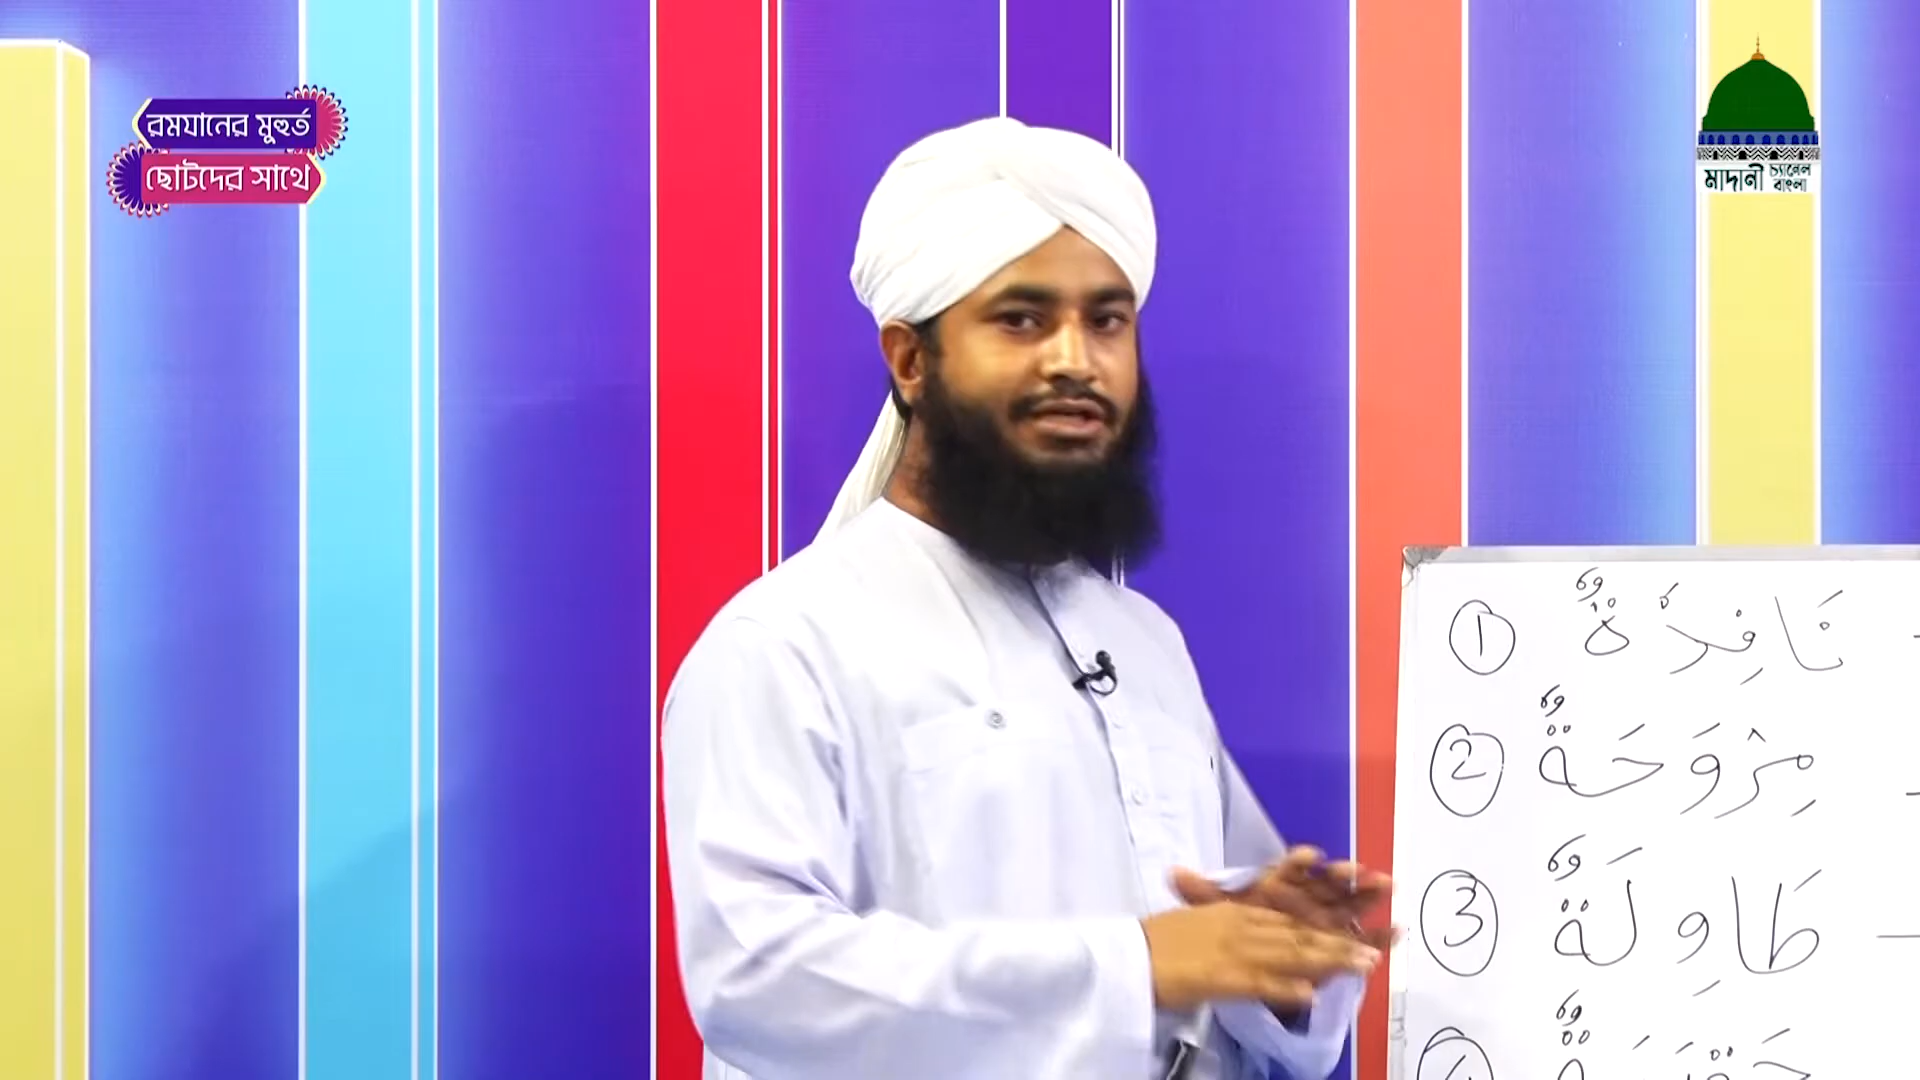 রমযানের মুহুর্ত
ছোটদের সাথে
মাদানী চ্যানেল বাংলা
① نَافِذَةٌ
② مِرْوَحَةٌ
③ طَاوِلَةٌ